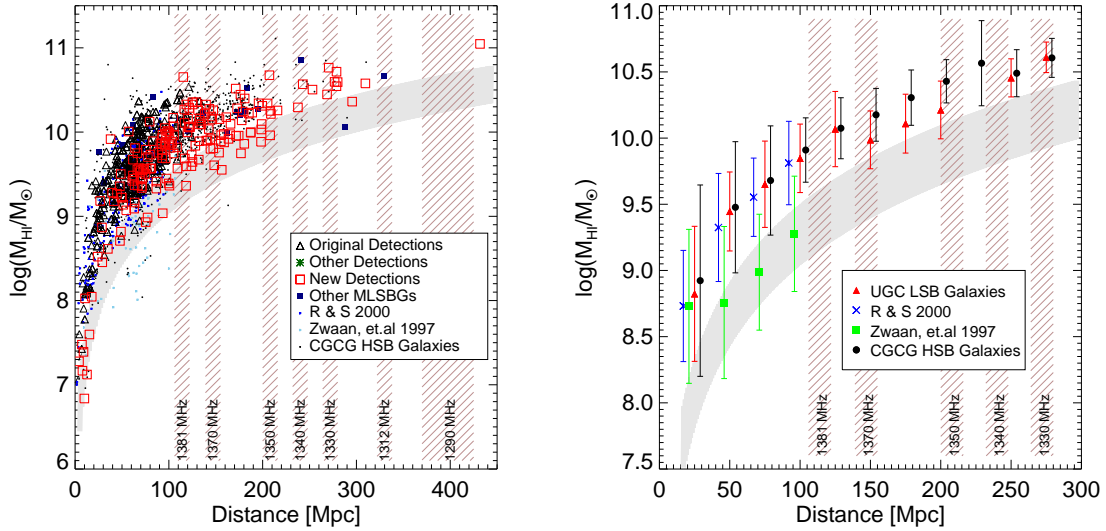 log(M_HI/M_☉)
11
10
9
8
7
6
1381 MHz
1370 MHz
1350 MHz
1340 MHz
1330 MHz
1312 MHz
1290 MHz
Original Detections
Other Detections
New Detections
Other MLSBGs
R & S 2000
Zwaan, et.al 1997
CGCG HSB Galaxies
0 100 200 300 400
Distance [Mpc]
log(M_HI/M_☉)
11.0
10.5
10.0
9.5
9.0
8.5
8.0
7.5
1381 MHz
1370 MHz
1350 MHz
1340 MHz
1330 MHz
UGC LSB Galaxies
R & S 2000
Zwaan, et.al 1997
CGCG HSB Galaxies
0 50 100 150 200 250 300
Distance [Mpc]